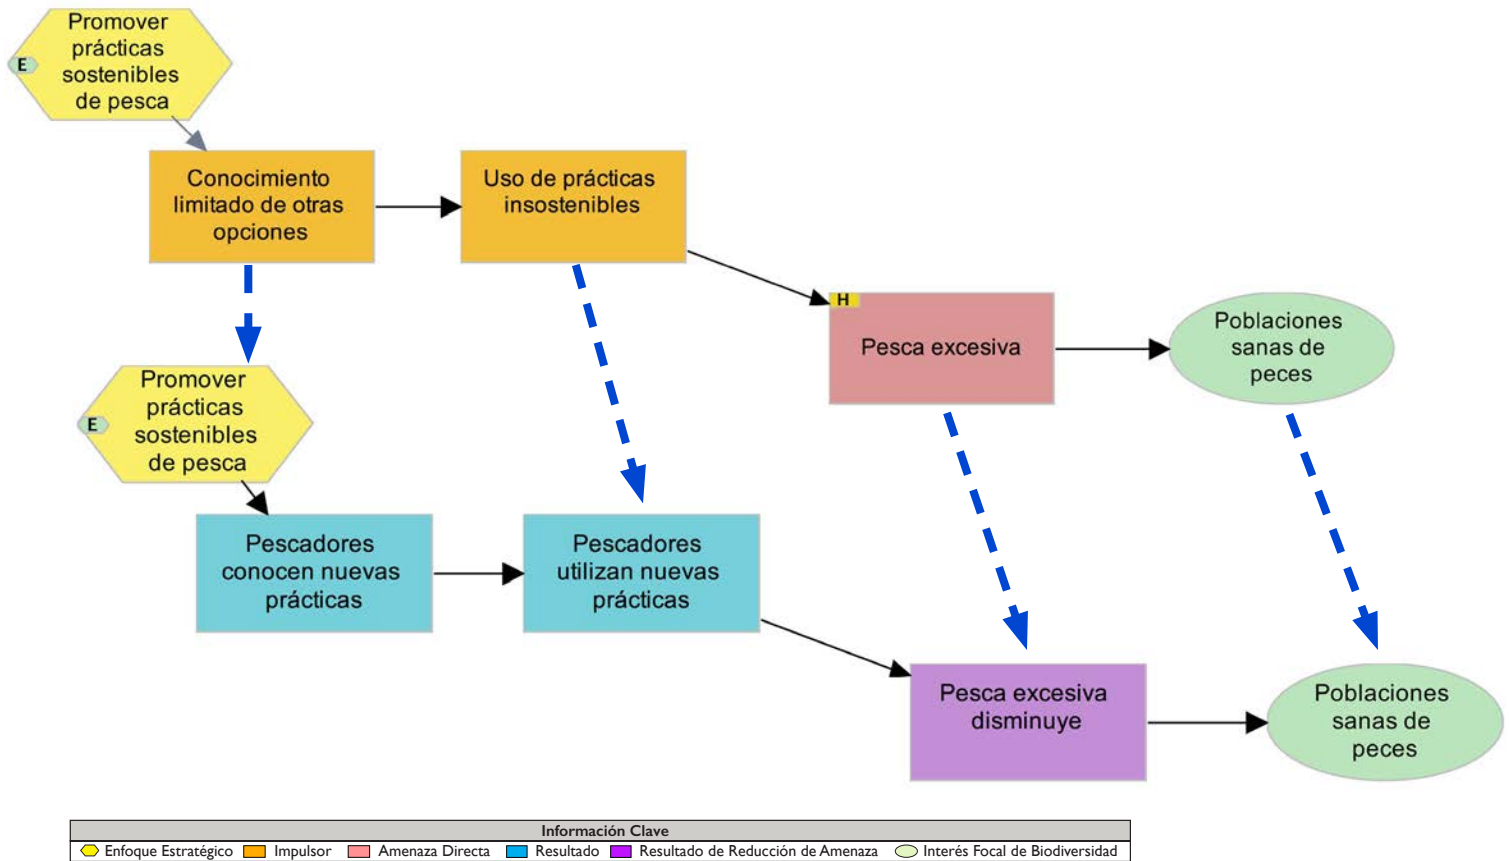 Promover
prácticas
sostenibles
de pesca
E
Conocimiento
limitado de otras
opciones
Uso de prácticas
insostenibles
H
Pesca excesiva
Poblaciones
sanas de
peces
Promover
prácticas
sostenibles
de pesca
E
Pescadores
conocen nuevas
prácticas
Pescadores
utilizan nuevas
prácticas
Pesca excesiva
disminuye
Poblaciones
sanas de
peces
Información Clave
Enfoque Estratégico Impulsor Amenaza Directa Resultado Resultado de Reducción de Amenaza Interés Focal de Biodiversidad